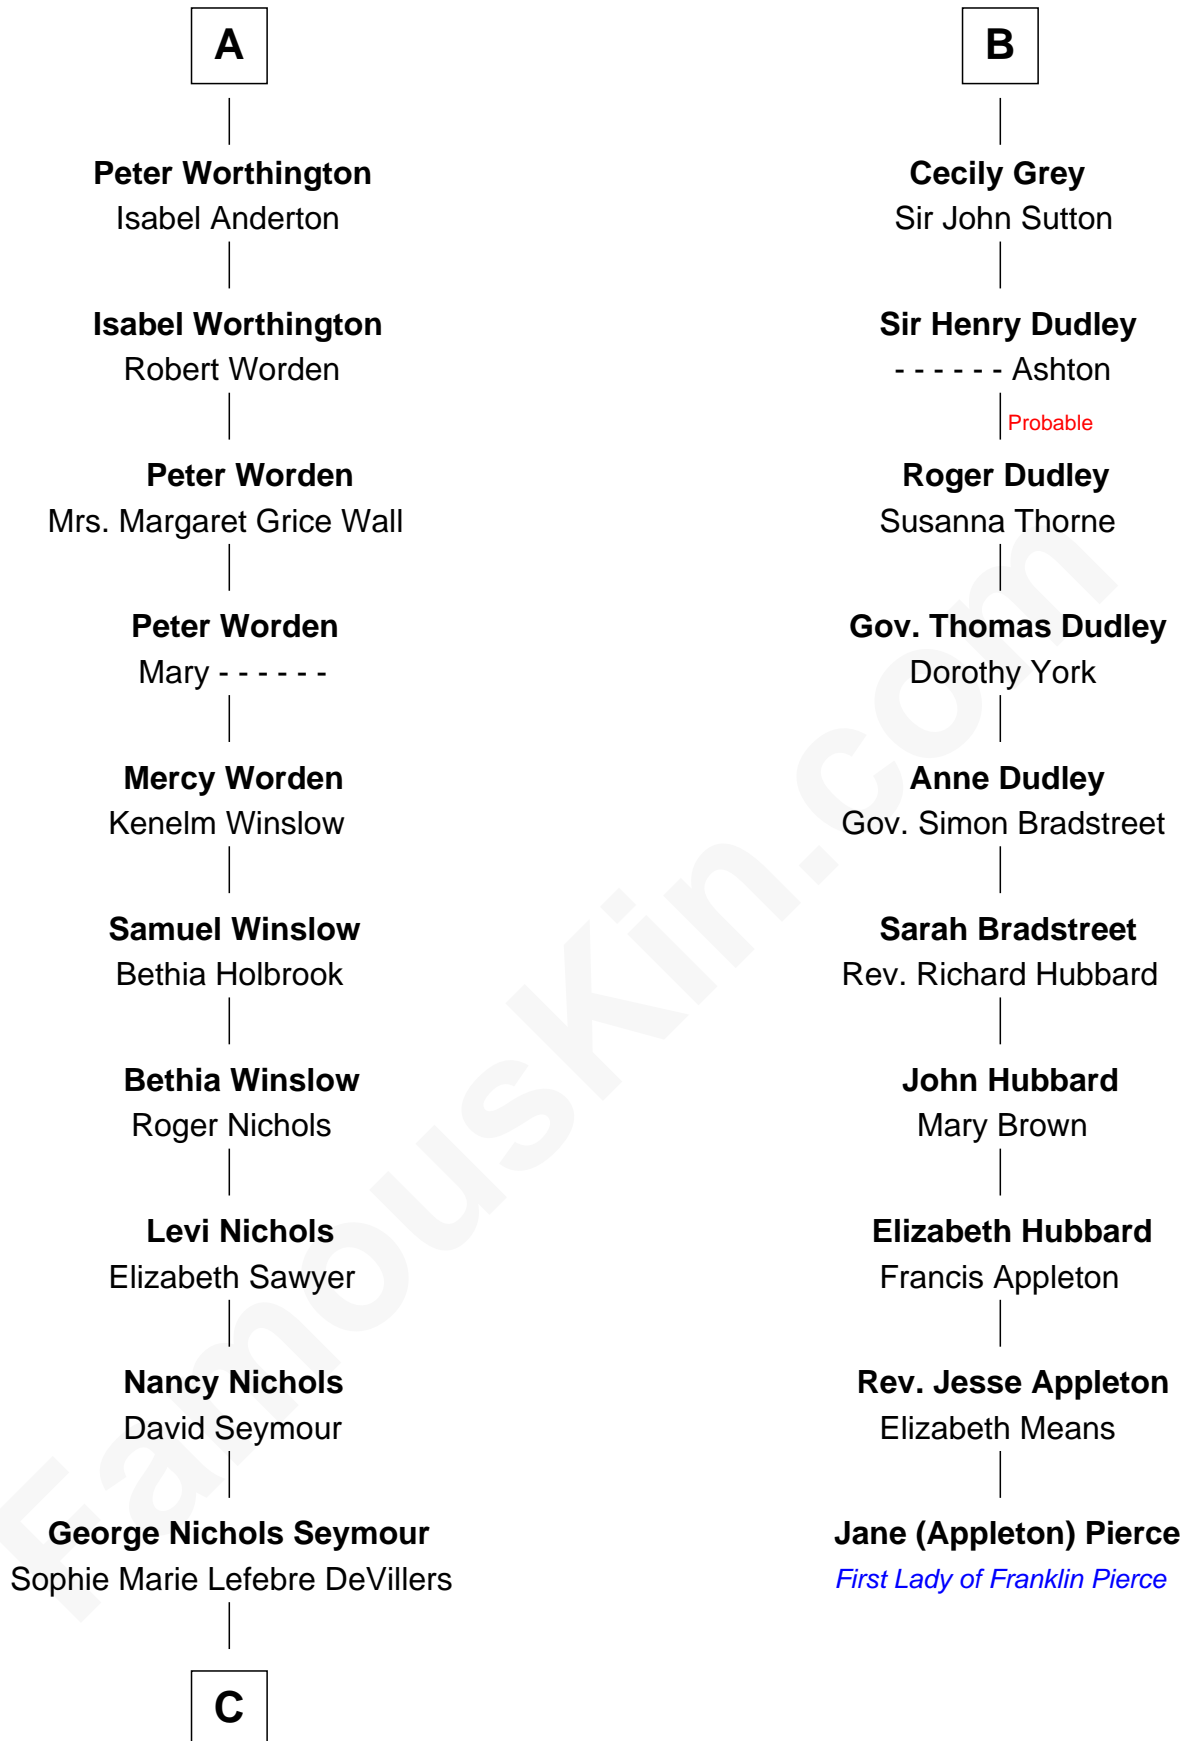 A
Peter Worthington
Isabel Anderton
Isabel Worthington
Robert Worden
Peter Worden
Mrs. Margaret Grice Wall
Peter Worden
Mary - - - - - -
Mercy Worden
Kenelm Winslow
Samuel Winslow
Bethia Holbrook
Bethia Winslow
Roger Nichols
Levi Nichols
Elizabeth Sawyer
Nancy Nichols
David Seymour
George Nichols Seymour
Sophie Marie Lefebre DeVillers
C
B
Cecily Grey
Sir John Sutton
Sir Henry Dudley
- - - - - - Ashton
Probable
Roger Dudley
Susanna Thorne
Gov. Thomas Dudley
Dorothy York
Anne Dudley
Gov. Simon Bradstreet
Sarah Bradstreet
Rev. Richard Hubbard
John Hubbard
Mary Brown
Elizabeth Hubbard
Francis Appleton
Rev. Jesse Appleton
Elizabeth Means
Jane (Appleton) Pierce
First Lady of Franklin Pierce
FamousKin.com